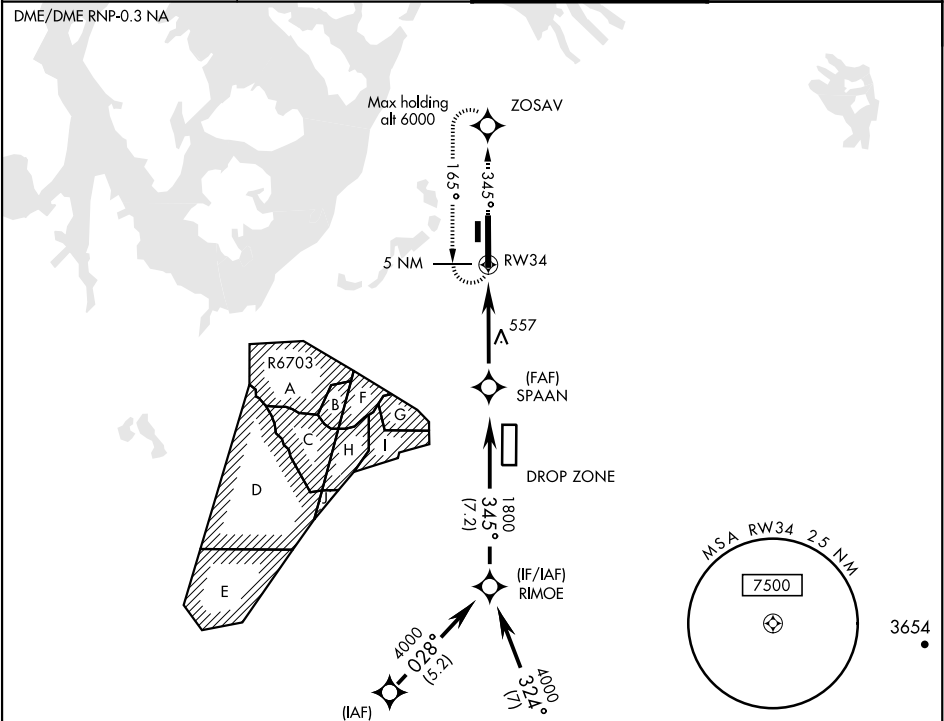 DME/DME RNP-0.3 NA
Max holding
alt 6000
ZOSAV
165°
345°
5 NM
RW34
557
(FAF)
SPAAN
R6703
A
B
F
G
C
H
I
D
J
E
DROP ZONE
1800
345°
(7.2)
(IF/IAF)
RIMOE
4000
028°
(5.2)
4000
324°
(7)
(IAF)
MSA RW34 25 NM
7500
3654